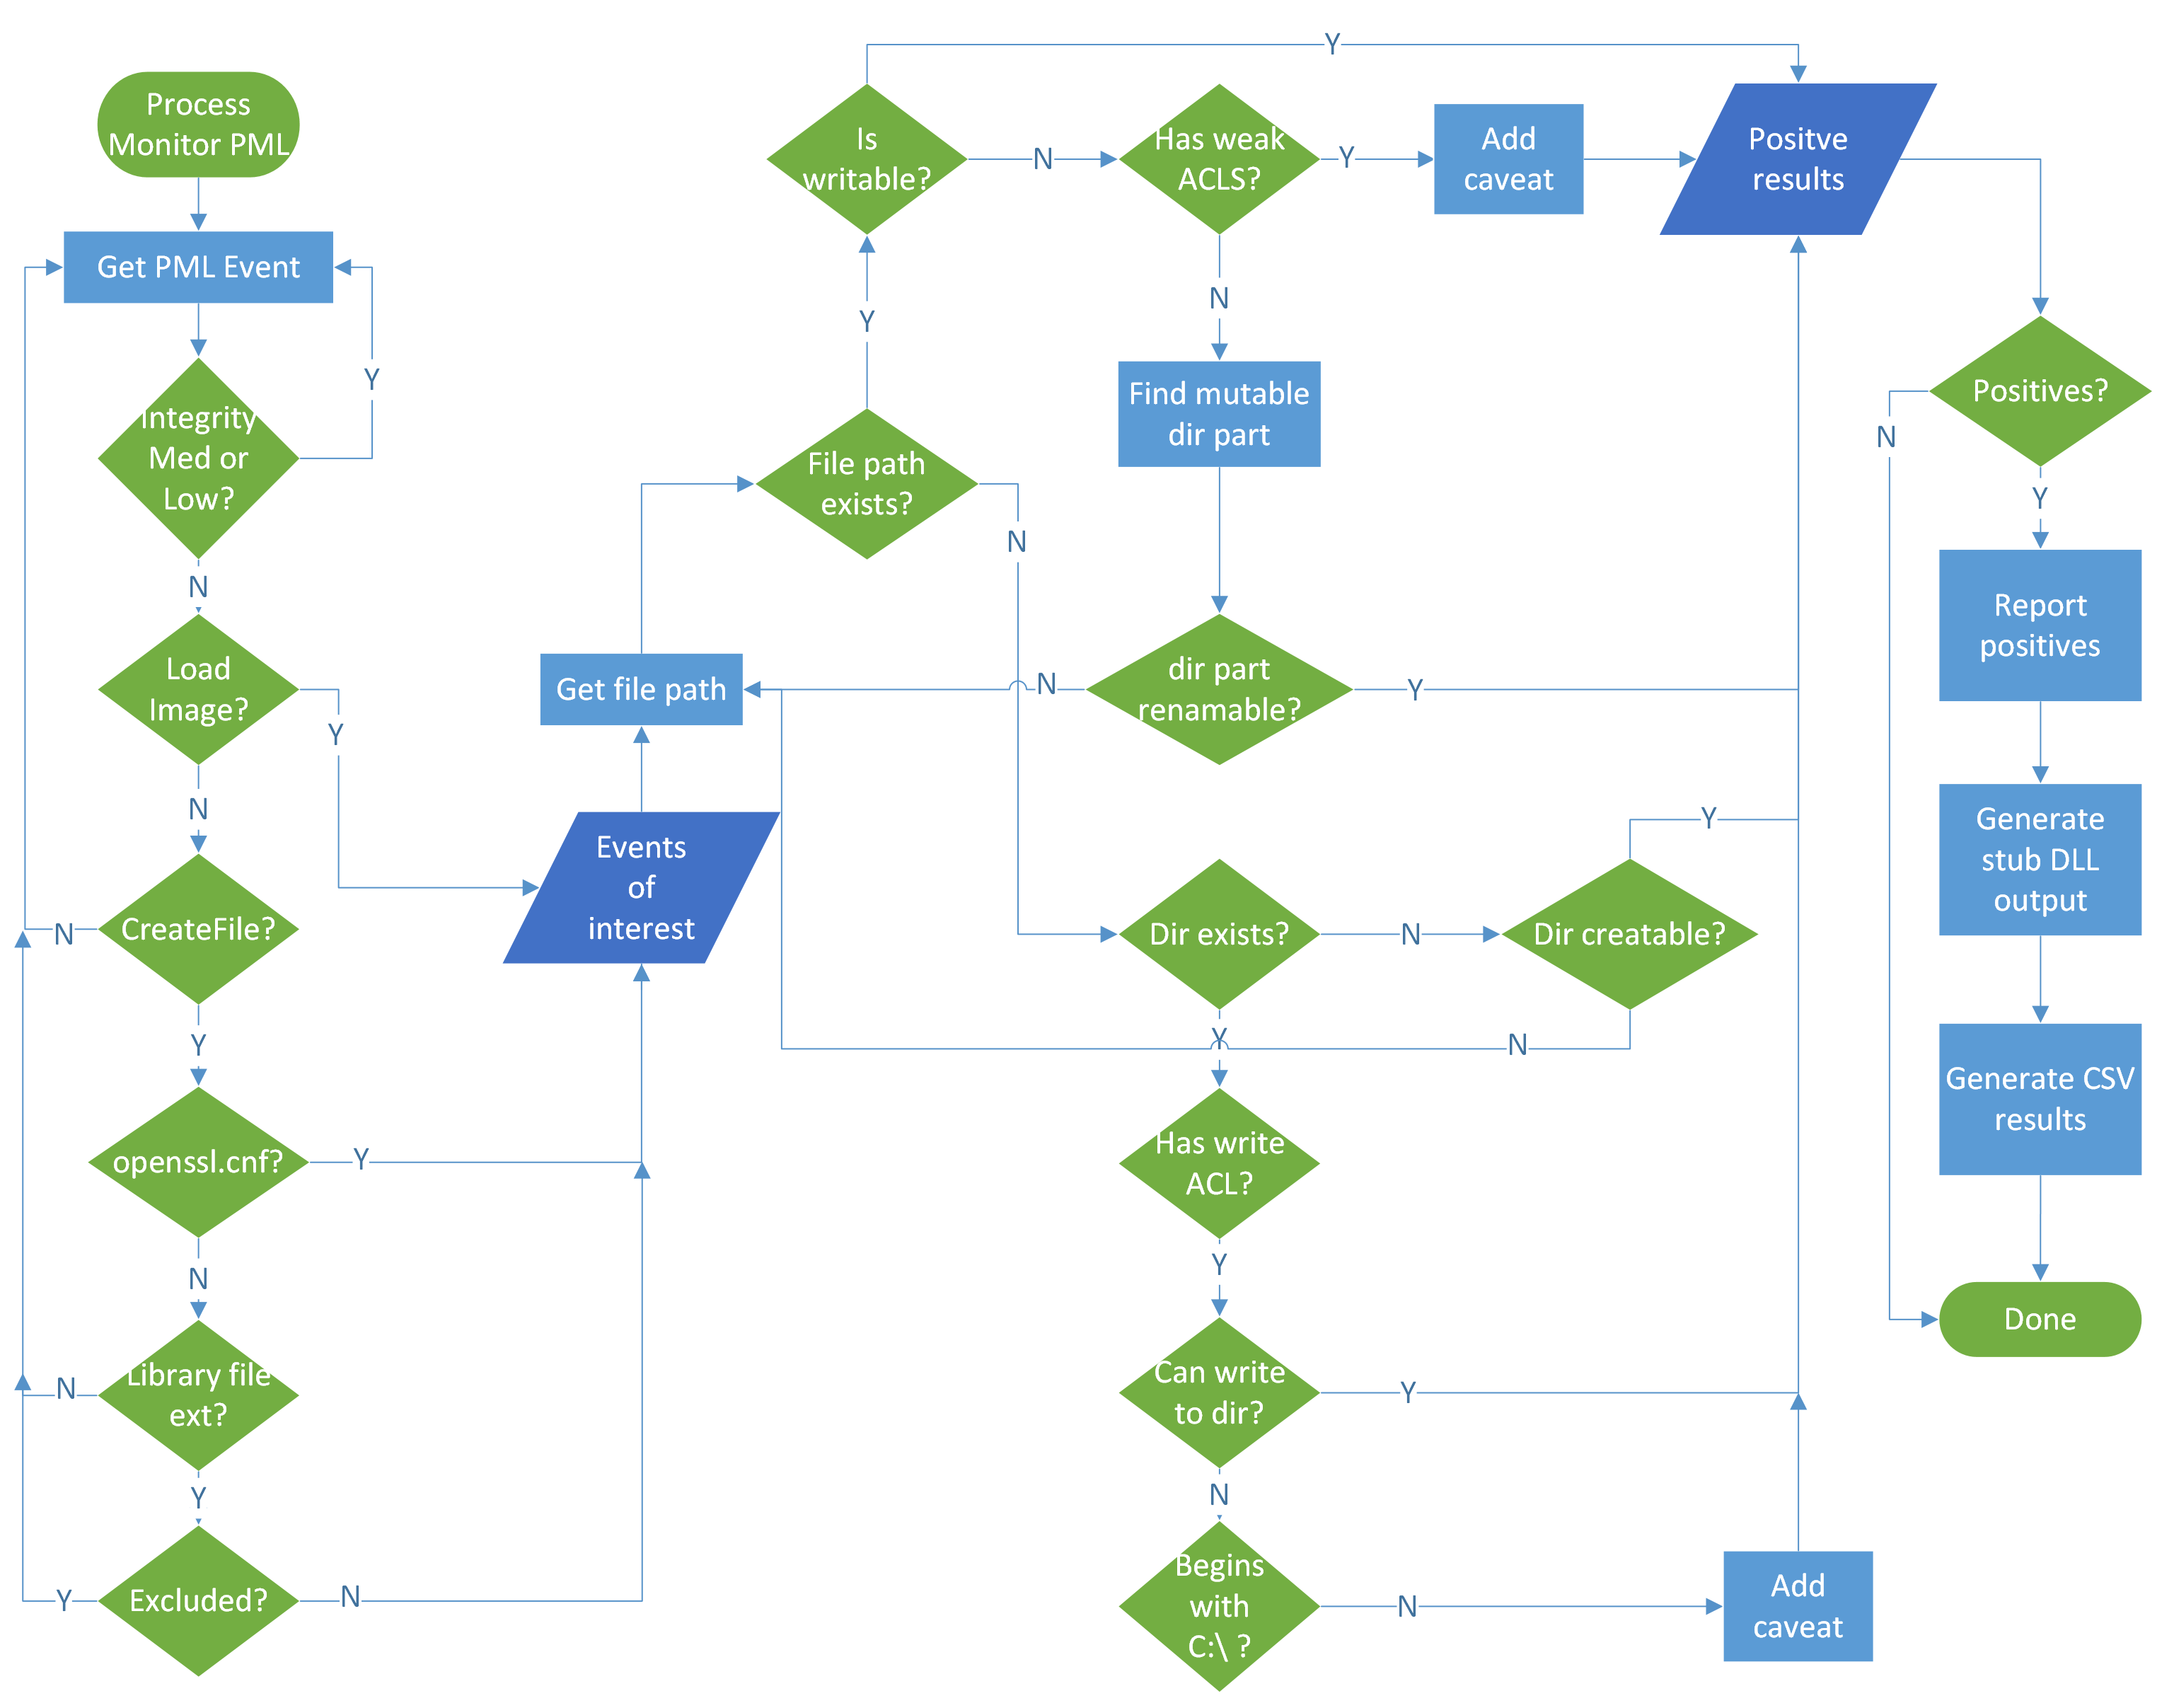 Process
Monitor PML
Get PML Event
Y
Integrity
Med or
Low?
N
Load
Image?
Y
N
CreateFile?
N
Y
openssl.cnf?
Y
N
Library file
ext?
N
Y
Excluded?
Y
N
Events
of
interest
Get file path
File path
exists?
Y
N
Is
writable?
Y
N
Has weak
ACLS?
Y
Add
caveat
N
Find mutable
dir part
dir part
renamable?
N
Y
Dir exists?
N
Dir creatable?
Y
N
Y
Has write
ACL?
Y
Can write
to dir?
Y
N
Begins
with
C:\ ?
N
Add
caveat
Positive
results
Positives?
N
Y
Report
positives
Generate
stub DLL
output
Generate CSV
results
Done